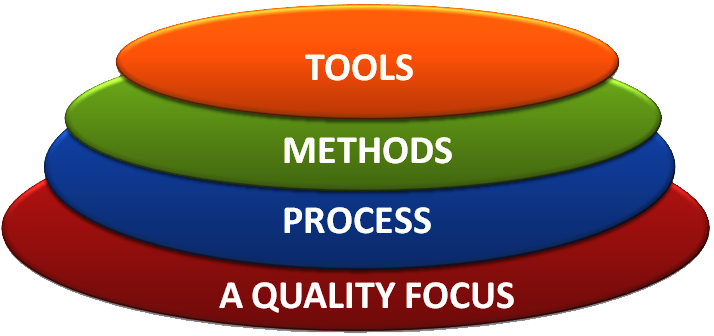 TOOLS
METHODS
PROCESS
A QUALITY FOCUS